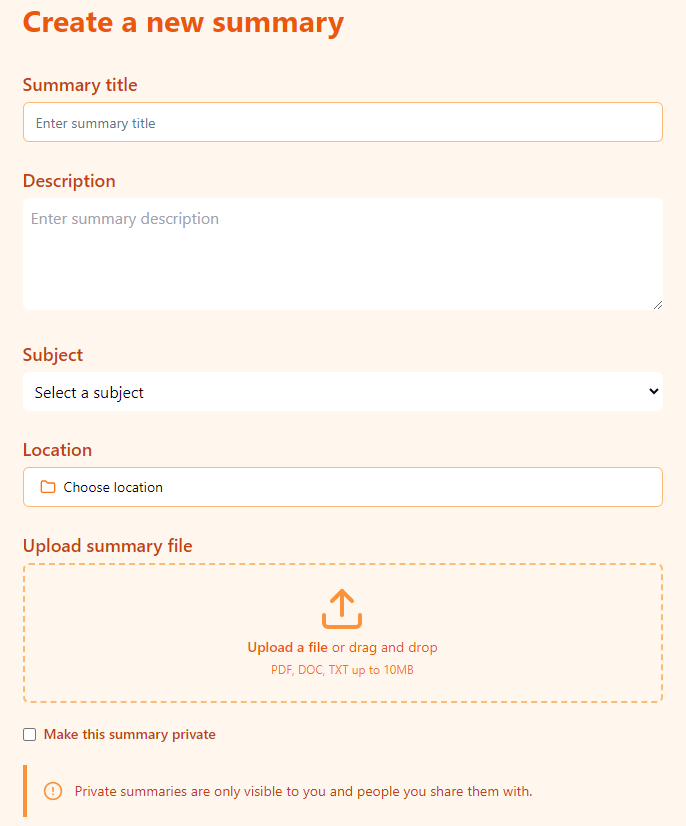 Create a new summary
Summary title
Enter summary title
Description
Enter summary description
Subject
Select a subject
Location
Choose location
Upload summary file
Upload a file or drag and drop
PDF, DOC, TXT up to 10MB
Make this summary private
Private summaries are only visible to you and people you share them with.